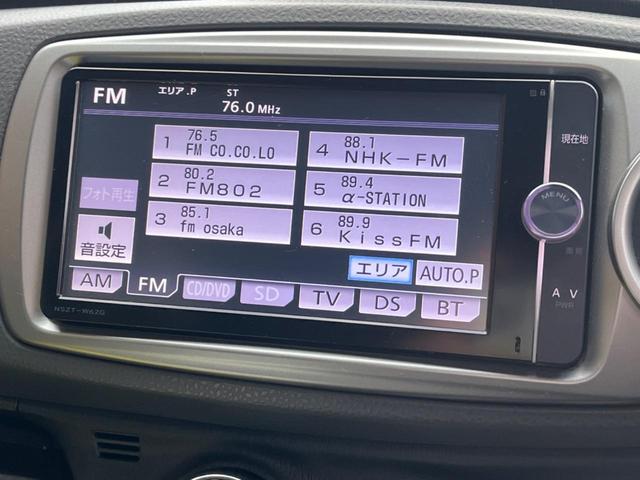 FM
エリア.P ST
76.0 MHz
1 76.5 FM CO.CO.LO
2 80.2 FM802
3 85.1 fm osaka
4 88.1 NHK-FM
5 89.4 α-STATION
6 89.9 KissFM
フォト再生
音設定
エリア
AUTO.P
AM
FM
CD/DVD
SD
TV
DS
BT
NSZT-W62G
現在地
MENU
A V
PWR